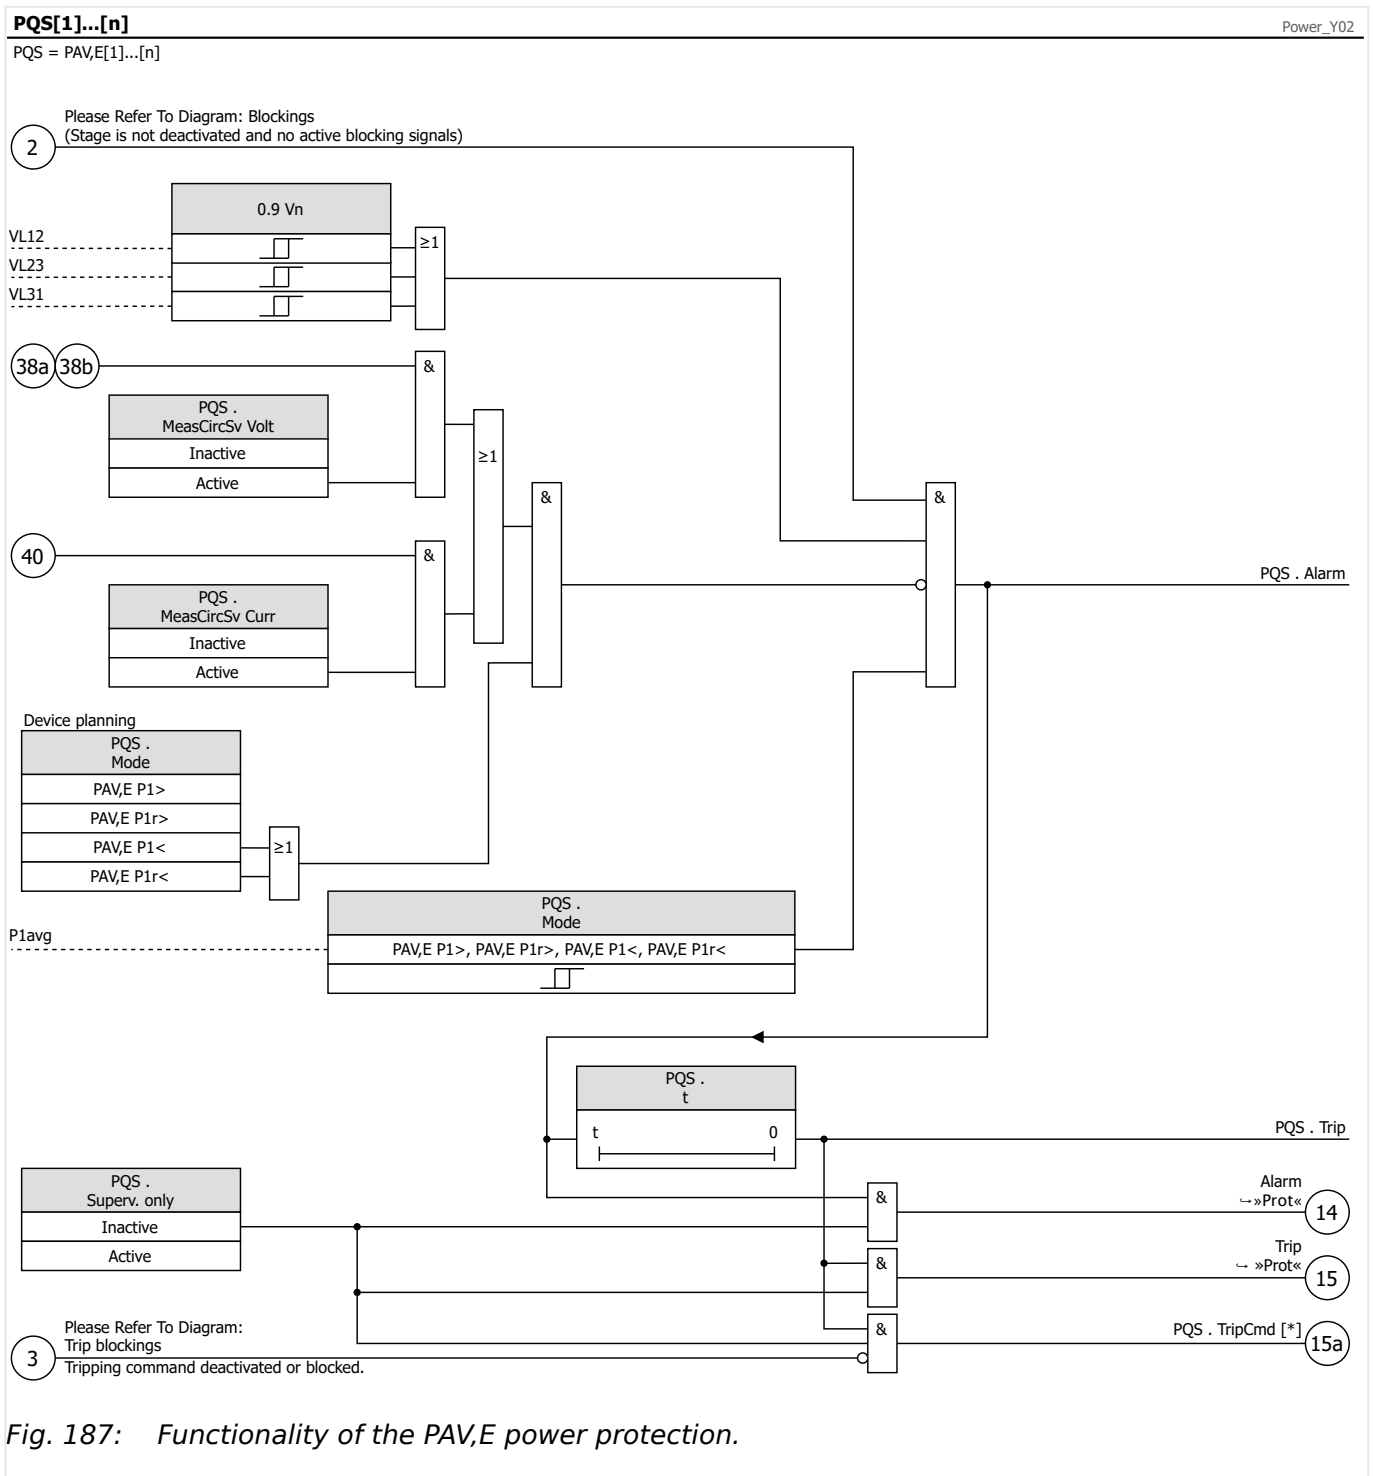 PQS[1]...[n]
Power_Y02
PQS = PAV,E[1]...[n]
Please Refer To Diagram: Blockings
(Stage is not deactivated and no active blocking signals)
2
0.9 Vn
VL12
VL23
VL31
≥1
38a
38b
&
PQS .
MeasCircSv Volt
Inactive
Active
≥1
&
&
40
&
PQS .
MeasCircSv Curr
Inactive
Active
PQS . Alarm
Device planning
PQS .
Mode
PAV,E P1>
PAV,E P1r>
PAV,E P1<
PAV,E P1r<
≥1
PQS .
Mode
P1avg
PAV,E P1>, PAV,E P1r>, PAV,E P1<, PAV,E P1r<
PQS .
t
t
0
PQS . Trip
PQS .
Superv. only
Inactive
Active
&
Alarm
↪»Prot«
14
&
Trip
↪ »Prot«
15
&
PQS . TripCmd [*]
15a
Please Refer To Diagram:
Trip blockings
3
Tripping command deactivated or blocked.
Fig. 187: Functionality of the PAV,E power protection.